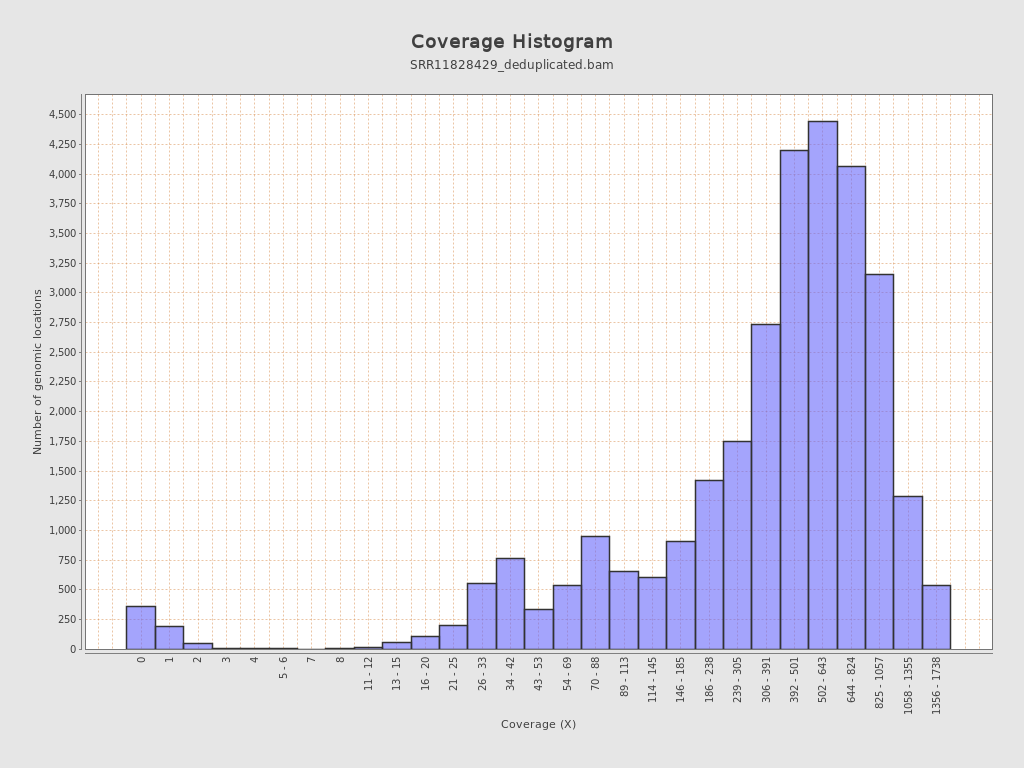 Coverage Histogram
SRR11828429_deduplicated.bam
Number of genomic locations
4,500
4,250
4,000
3,750
3,500
3,250
3,000
2,750
2,500
2,250
2,000
1,750
1,500
1,250
1,000
750
500
250
0
0
1
2
3
4
5 - 6
7
8
11 - 12
13 - 15
16 - 20
21 - 25
26 - 33
34 - 42
43 - 53
54 - 69
70 - 88
89 - 113
114 - 145
146 - 185
186 - 238
239 - 305
306 - 391
392 - 501
502 - 643
644 - 824
825 - 1057
1058 - 1355
1356 - 1738
Coverage (X)